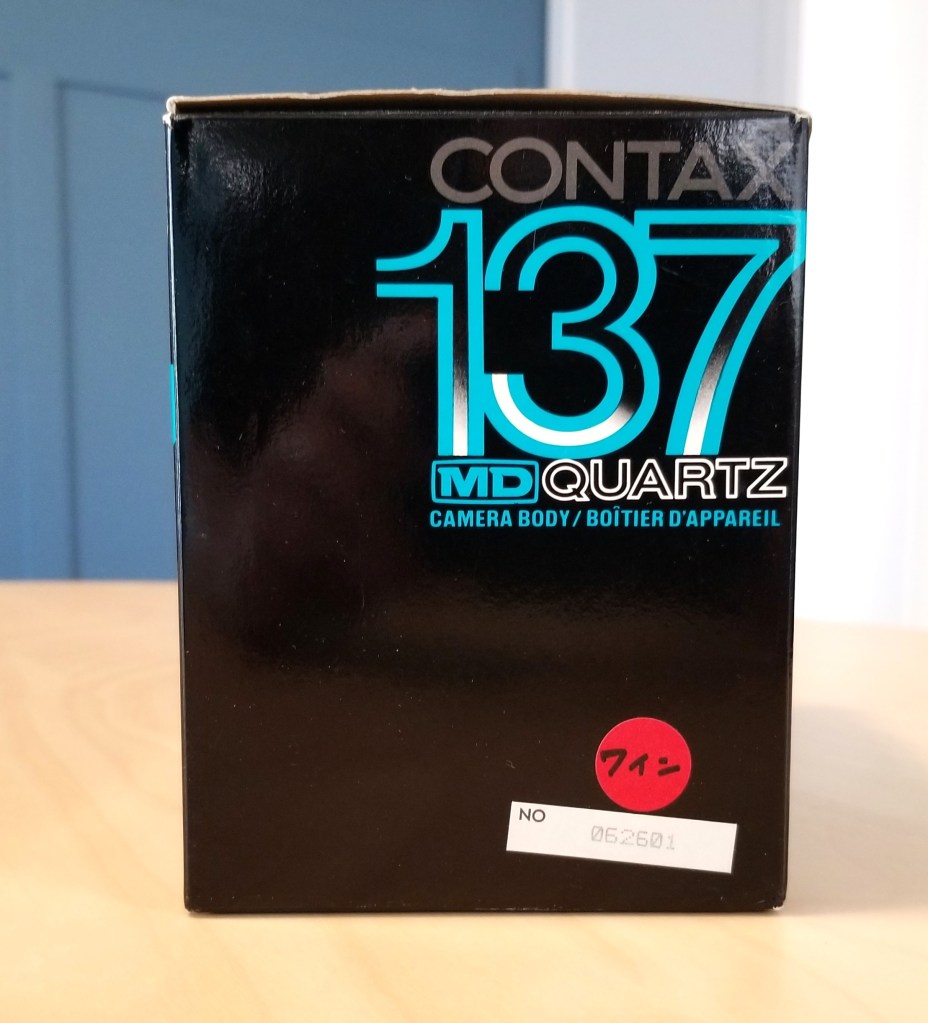 CONTAX
137
MD QUARTZ
CAMERA BODY / BOÎTIER D'APPAREIL
ワイン
NO 062601